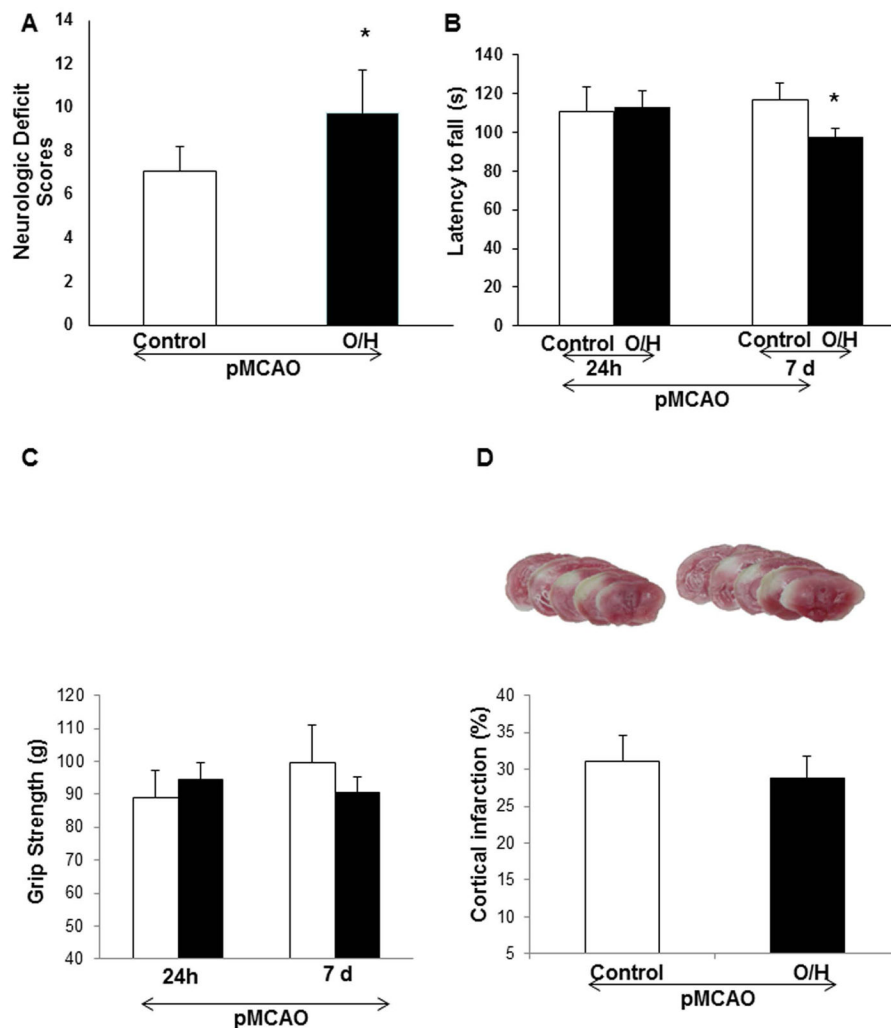 A
Neurologic Deficit
Scores
14
12
10
8
6
4
2
0
*
Control O/H
pMCAO
B
Latency to fall (s)
140
120
100
80
60
40
20
0
*
Control O/H Control O/H
24h 7 d
pMCAO
C
Grip Strength (g)
120
110
100
90
80
70
60
50
40
24h 7 d
pMCAO
D
Cortical infarction (%)
40
35
30
25
20
15
10
5
Control O/H
pMCAO